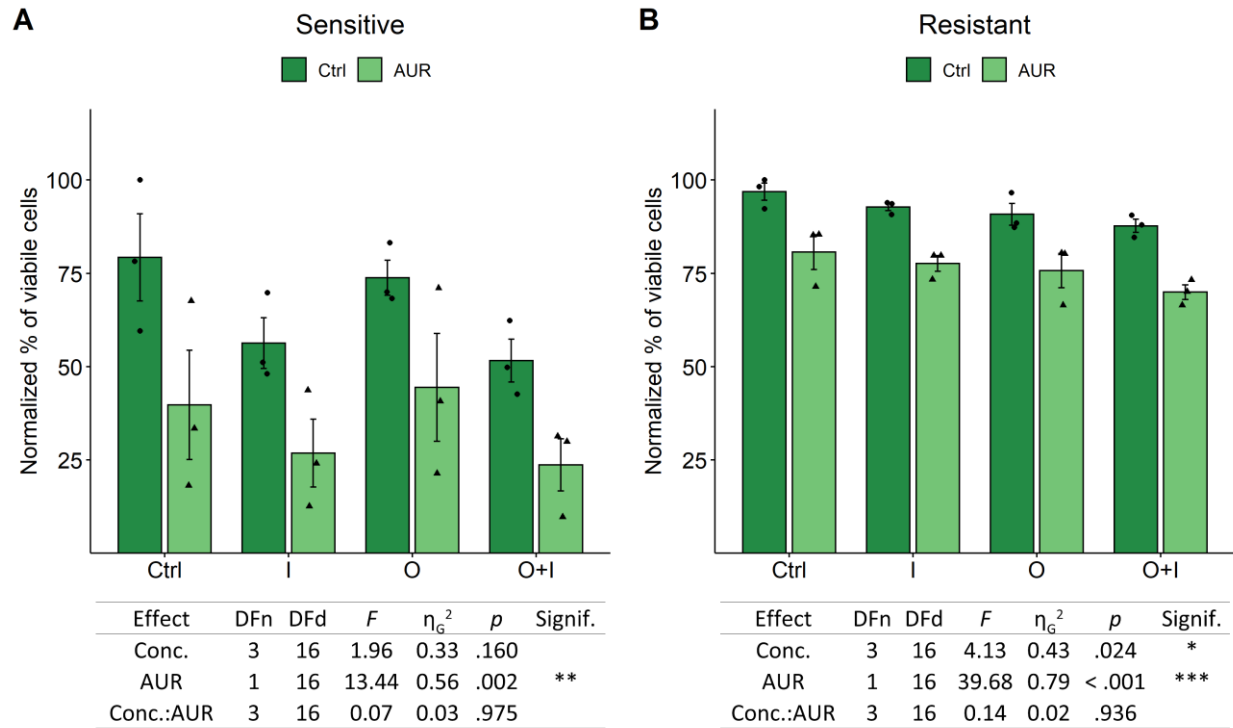 A
Sensitive
Ctrl AUR
Normalized % of viabile cells
100
75
50
25
Ctrl I O O+I
Effect DFn DFd F ηG² p Signif.
Conc. 3 16 1.96 0.33 .160
AUR 1 16 13.44 0.56 .002 **
Conc.:AUR 3 16 0.07 0.03 .975
B
Resistant
Ctrl AUR
Normalized % of viabile cells
100
75
50
25
Ctrl I O O+I
Effect DFn DFd F ηG² p Signif.
Conc. 3 16 4.13 0.43 .024 *
AUR 1 16 39.68 0.79 < .001 ***
Conc.:AUR 3 16 0.14 0.02 .936